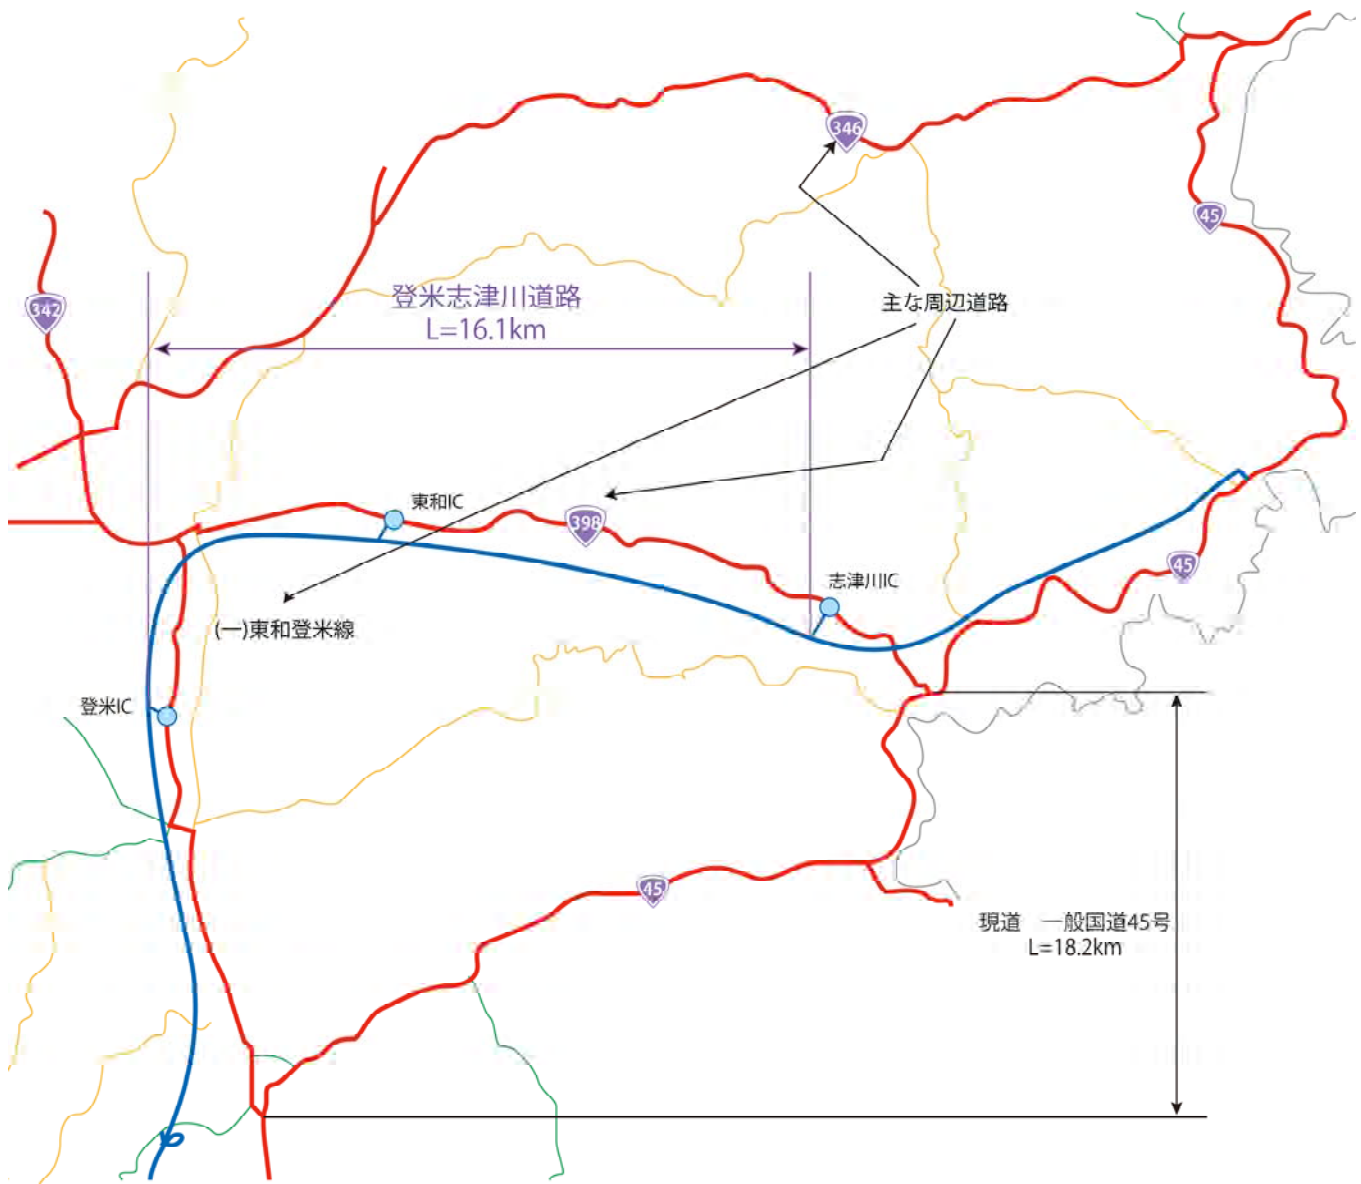 346
45
342
登米志津川道路
L=16.1km
主な周辺道路
東和IC
398
志津川IC
45
(一)東和登米線
登米IC
45
現道　一般国道45号
L=18.2km